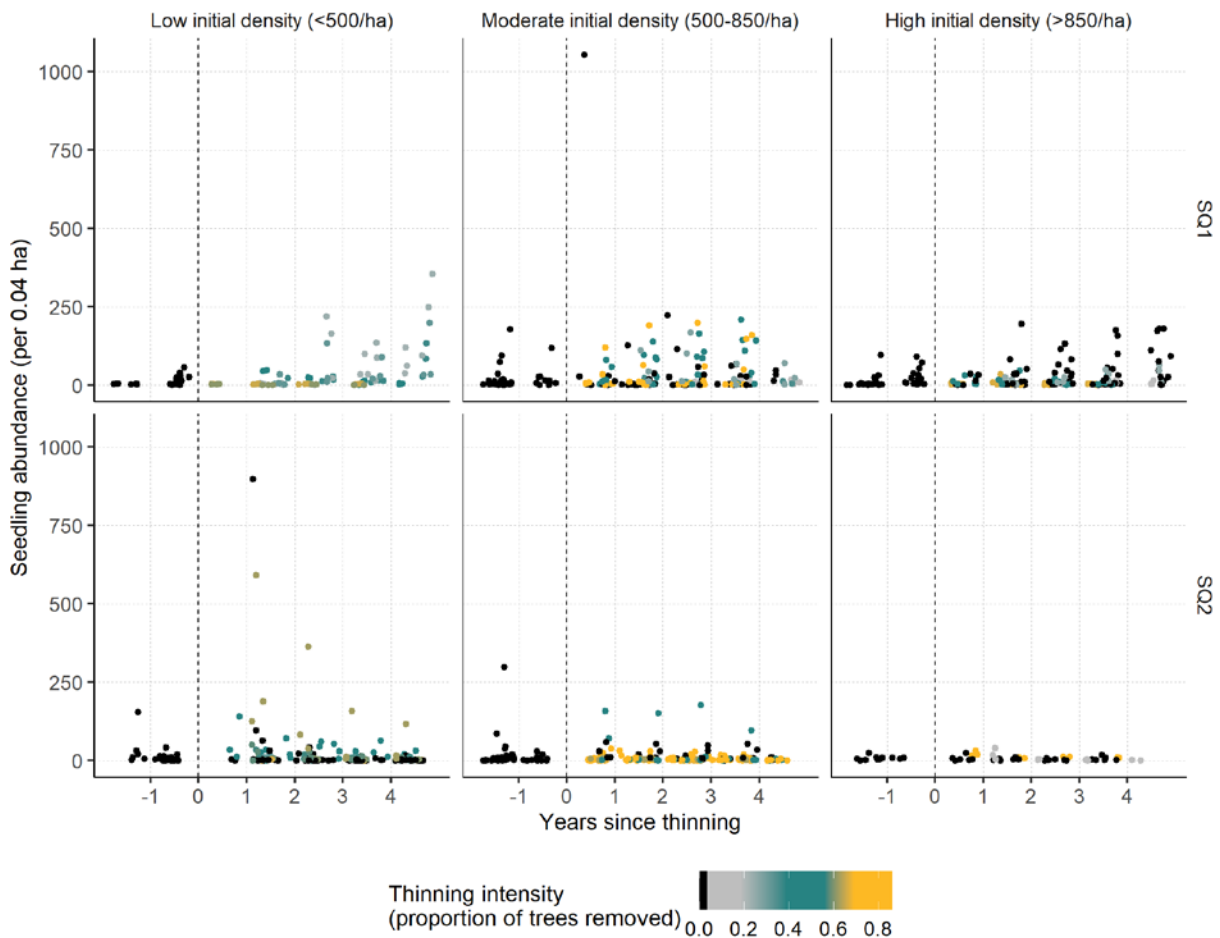 Low initial density (<500/ha)
Moderate initial density (500-850/ha)
High initial density (>850/ha)
Seedling abundance (per 0.04 ha)
1000
750
500
250
0
SQ1
1000
750
500
250
0
SQ2
-1 0 1 2 3 4
-1 0 1 2 3 4
-1 0 1 2 3 4
Years since thinning
Thinning intensity
(proportion of trees removed)
0.0 0.2 0.4 0.6 0.8